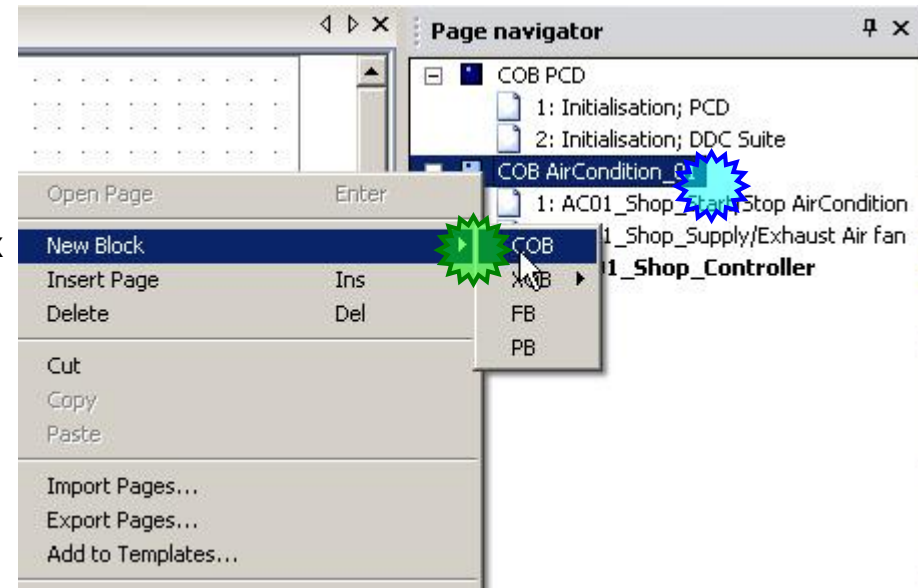 Page navigator
COB PCD
1: Initialisation; PCD
2: Initialisation; DDC Suite
COB AirCondition_01
1: AC01_Shop_Start/Stop AirCondition
1_Shop_Supply/Exhaust Air fan
1_Shop_Controller
Open Page Enter
New Block
Insert Page Ins
Delete Del
Cut
Copy
Paste
Import Pages...
Export Pages...
Add to Templates...
COB
XOB
FB
PB